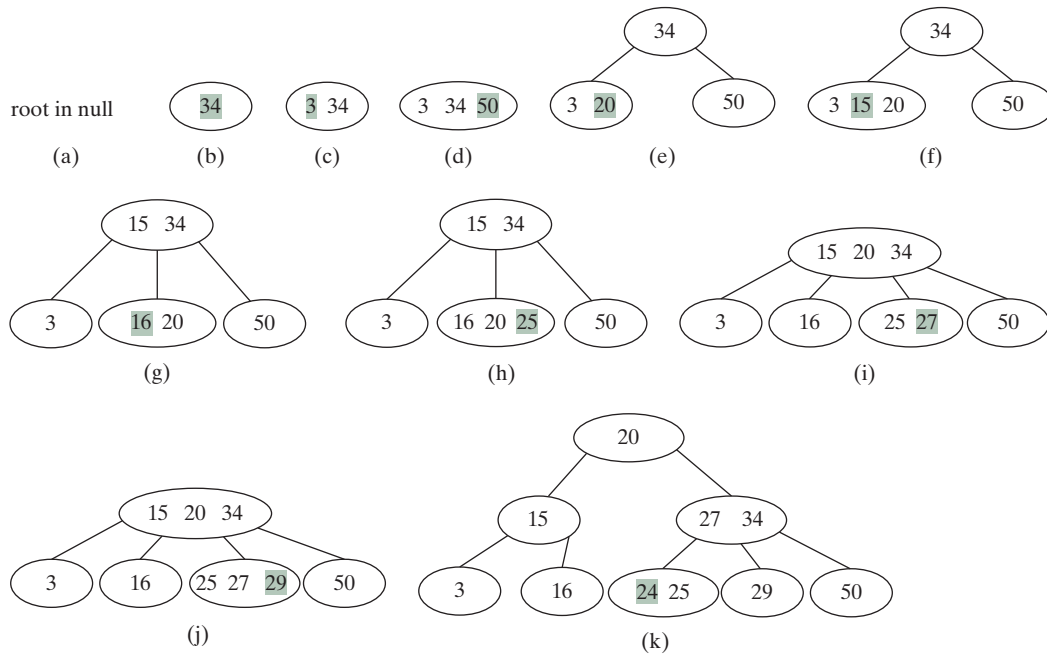 34
root in null
34
3 34
3 34 50
3 20
50
3 15 20
50
34
(a)
(b)
(c)
(d)
(e)
(f)
15 34
3
16 20
50
(g)
15 34
3
16 20 25
50
(h)
15 20 34
3
16
25 27
50
(i)
15 20 34
3
16
25 27 29
50
(j)
20
15
27 34
3
16
24 25
29
50
(k)